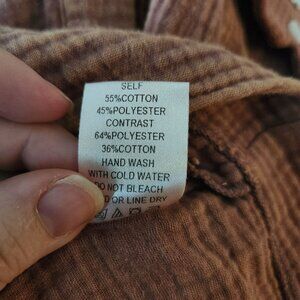 SELF
55%COTTON
45%POLYESTER
CONTRAST
64%POLYESTER
36%COTTON
HAND WASH
WITH COLD WATER
DO NOT BLEACH
OR LINE DRY